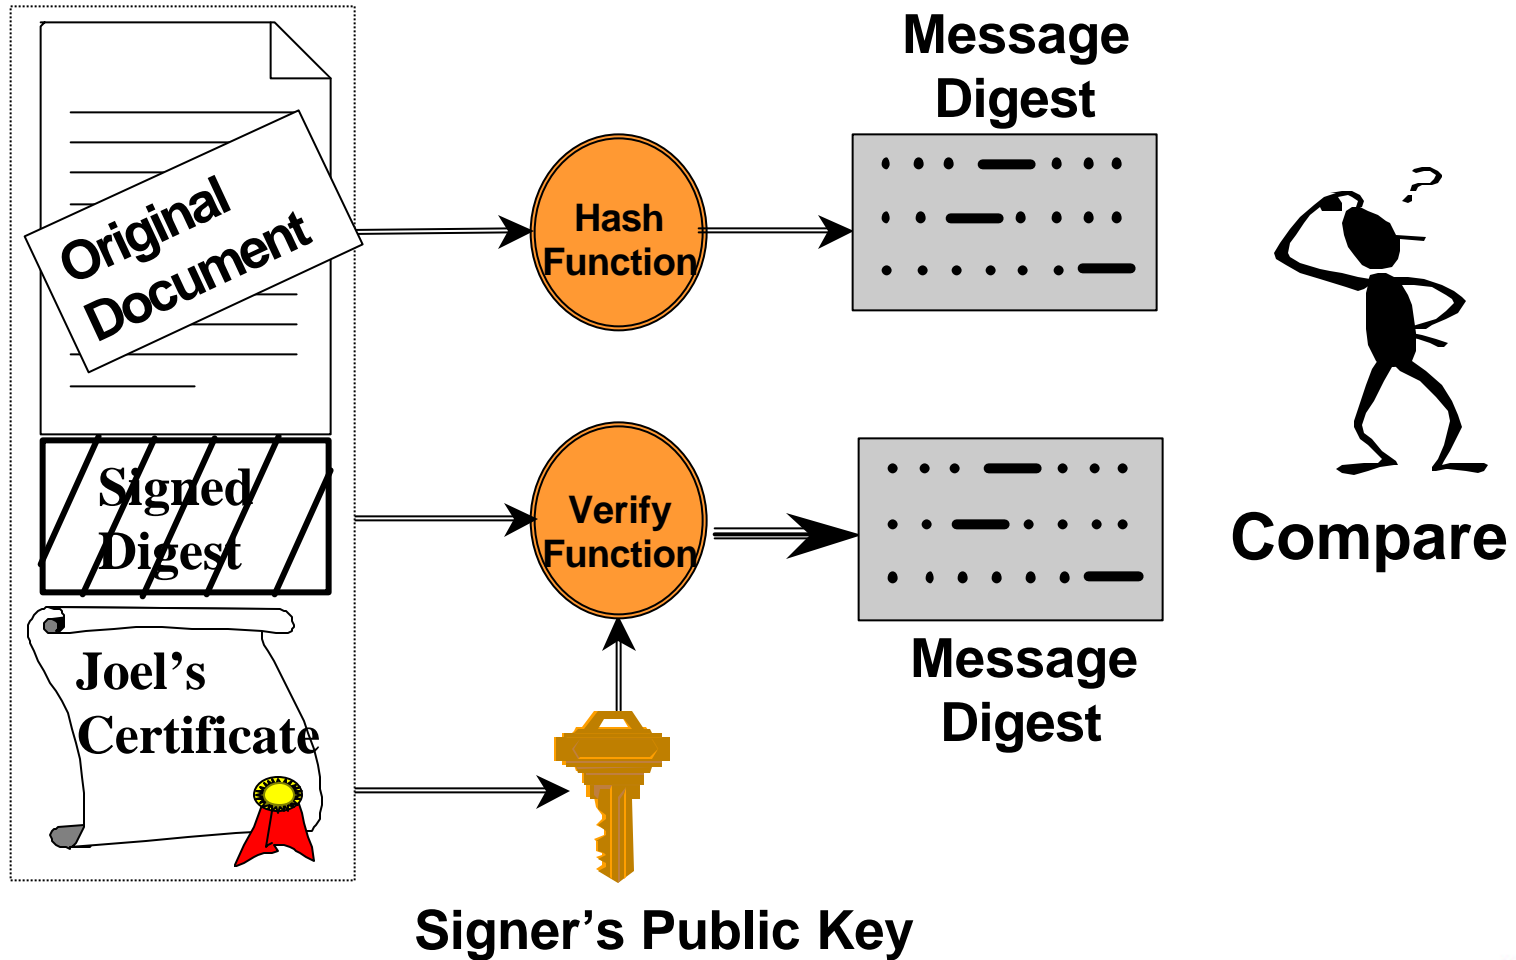 Original
Document
Hash
Function
Message
Digest
?
Signed
Digest
Verify
Function
Message
Digest
Compare
Joel’s
Certificate
Signer’s Public Key